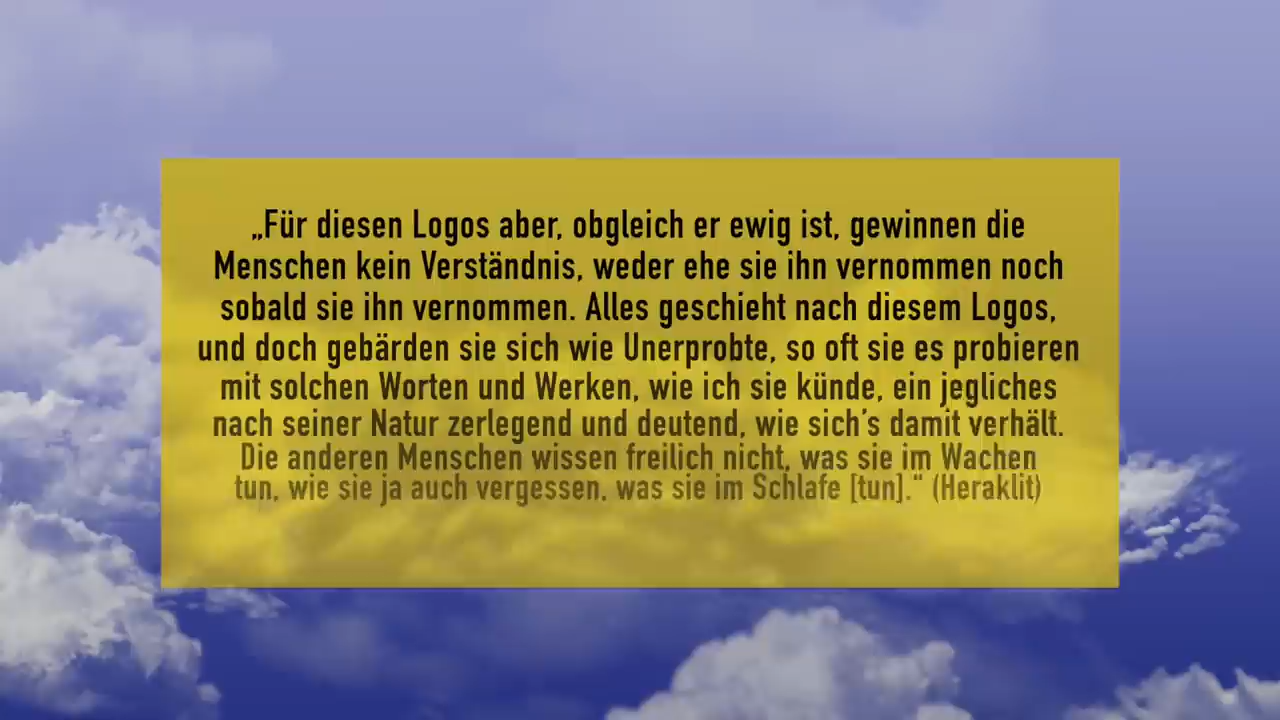 „Für diesen Logos aber, obgleich er ewig ist, gewinnen die
Menschen kein Verständnis, weder ehe sie ihn vernommen noch
sobald sie ihn vernommen. Alles geschieht nach diesem Logos,
und doch gebärden sie sich wie Unerprobte, so oft sie es probieren
mit solchen Worten und Werken, wie ich sie künde, ein jegliches
nach seiner Natur zerlegend und deutend, wie sich’s damit verhält.
Die anderen Menschen wissen freilich nicht, was sie im Wachen
tun, wie sie ja auch vergessen, was sie im Schlafe [tun].“ (Heraklit)